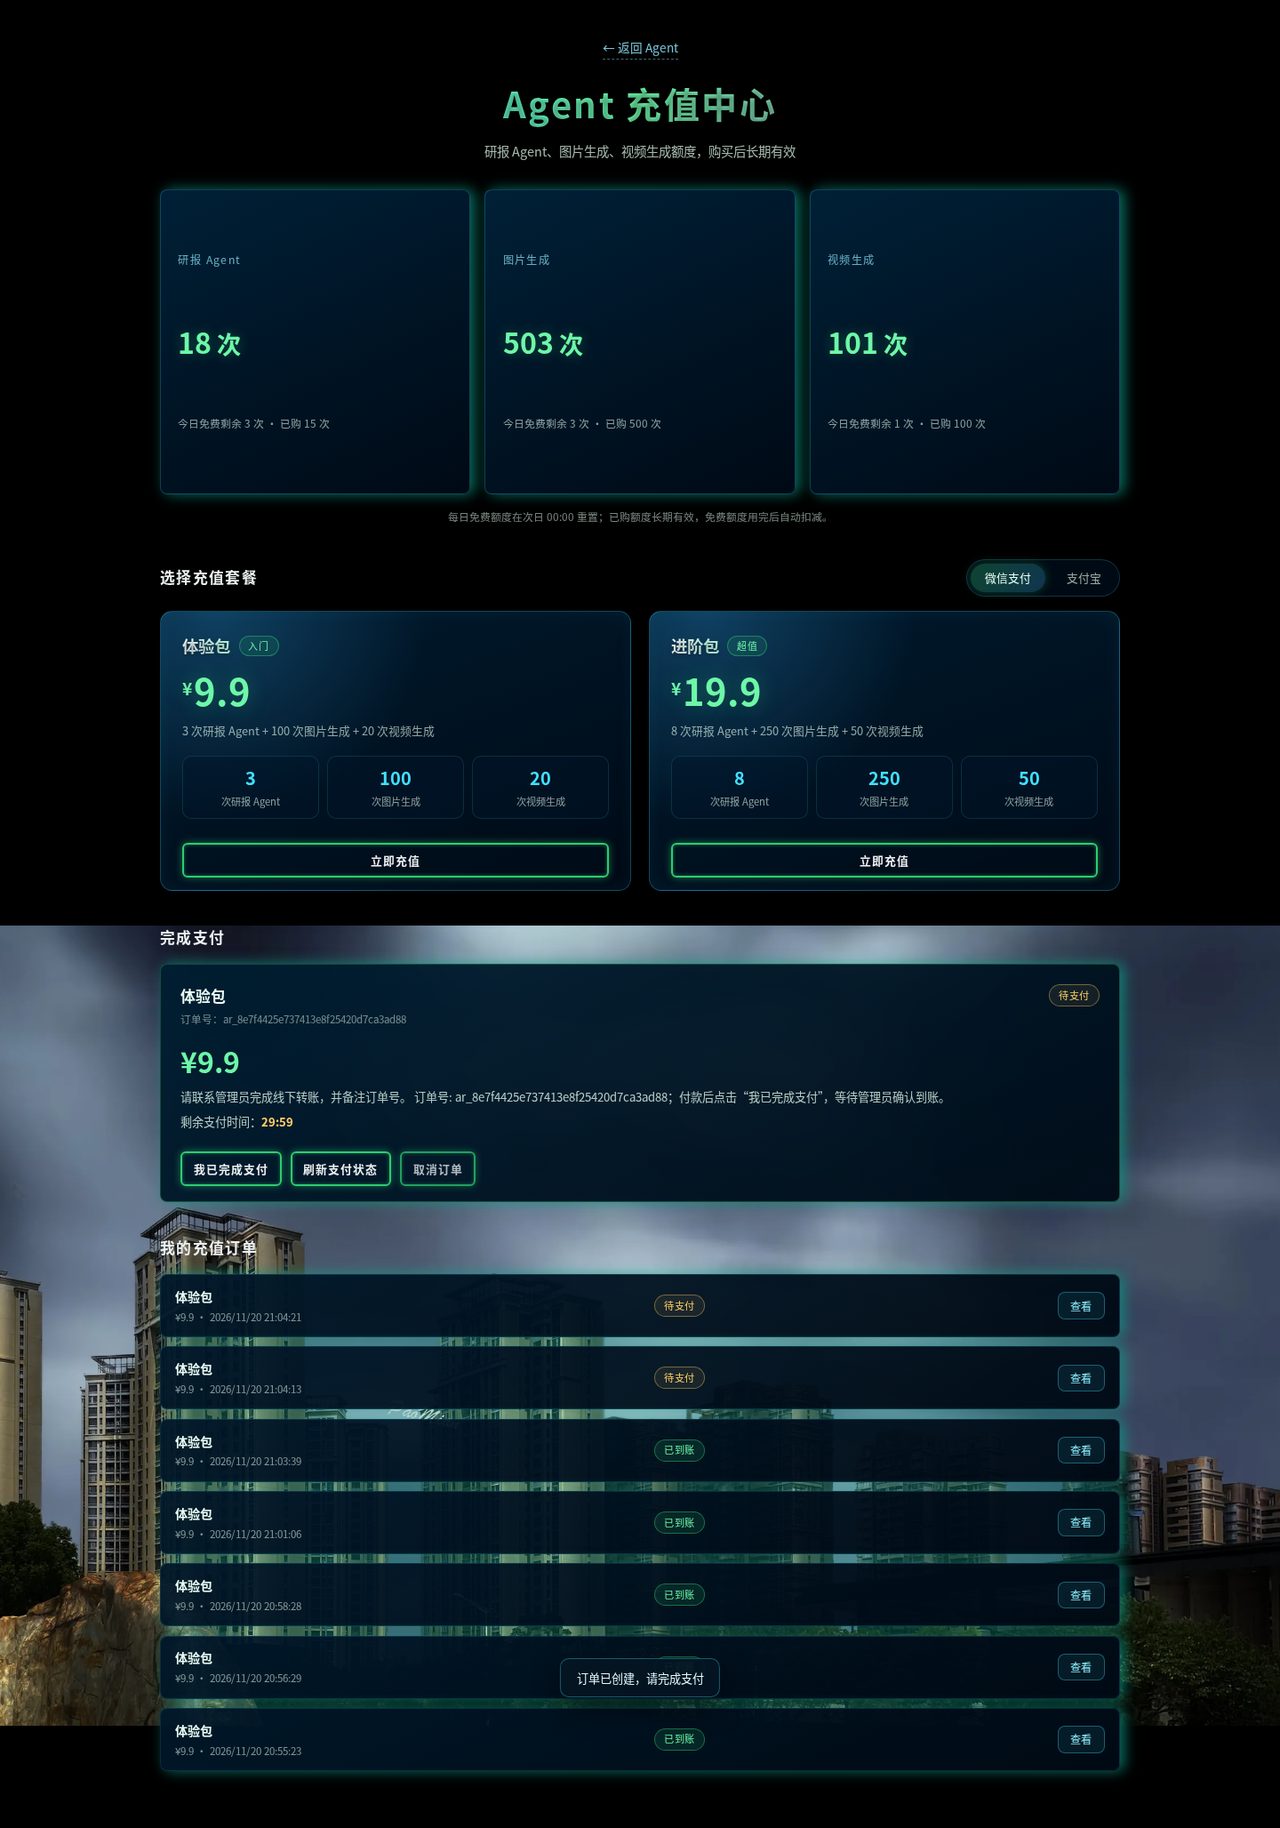 ← 返回 Agent
Agent 充值中心
研报 Agent、图片生成、视频生成额度，购买后长期有效
研报 Agent
18 次
今日免费剩余 3 次 · 已购 15 次
图片生成
503 次
今日免费剩余 3 次 · 已购 500 次
视频生成
101 次
今日免费剩余 1 次 · 已购 100 次
每日免费额度在次日 00:00 重置；已购额度长期有效，免费额度用完后自动扣减。
选择充值套餐
微信支付
支付宝
体验包 入门
¥9.9
3 次研报 Agent + 100 次图片生成 + 20 次视频生成
3
次研报 Agent
100
次图片生成
20
次视频生成
立即充值
进阶包 超值
¥19.9
8 次研报 Agent + 250 次图片生成 + 50 次视频生成
8
次研报 Agent
250
次图片生成
50
次视频生成
立即充值
完成支付
体验包
待支付
订单号：ar_8e7f4425e737413e8f25420d7ca3ad88
¥9.9
请联系管理员完成线下转账，并备注订单号。 订单号: ar_8e7f4425e737413e8f25420d7ca3ad88；付款后点击“我已完成支付”，等待管理员确认到账。
剩余支付时间：29:59
我已完成支付
刷新支付状态
取消订单
我的充值订单
体验包
¥9.9 · 2026/11/20 21:04:21
待支付
查看
体验包
¥9.9 · 2026/11/20 21:04:13
待支付
查看
体验包
¥9.9 · 2026/11/20 21:03:39
已到账
查看
体验包
¥9.9 · 2026/11/20 21:01:06
已到账
查看
体验包
¥9.9 · 2026/11/20 20:58:28
已到账
查看
体验包
¥9.9 · 2026/11/20 20:56:29
查看
订单已创建，请完成支付
体验包
¥9.9 · 2026/11/20 20:55:23
已到账
查看